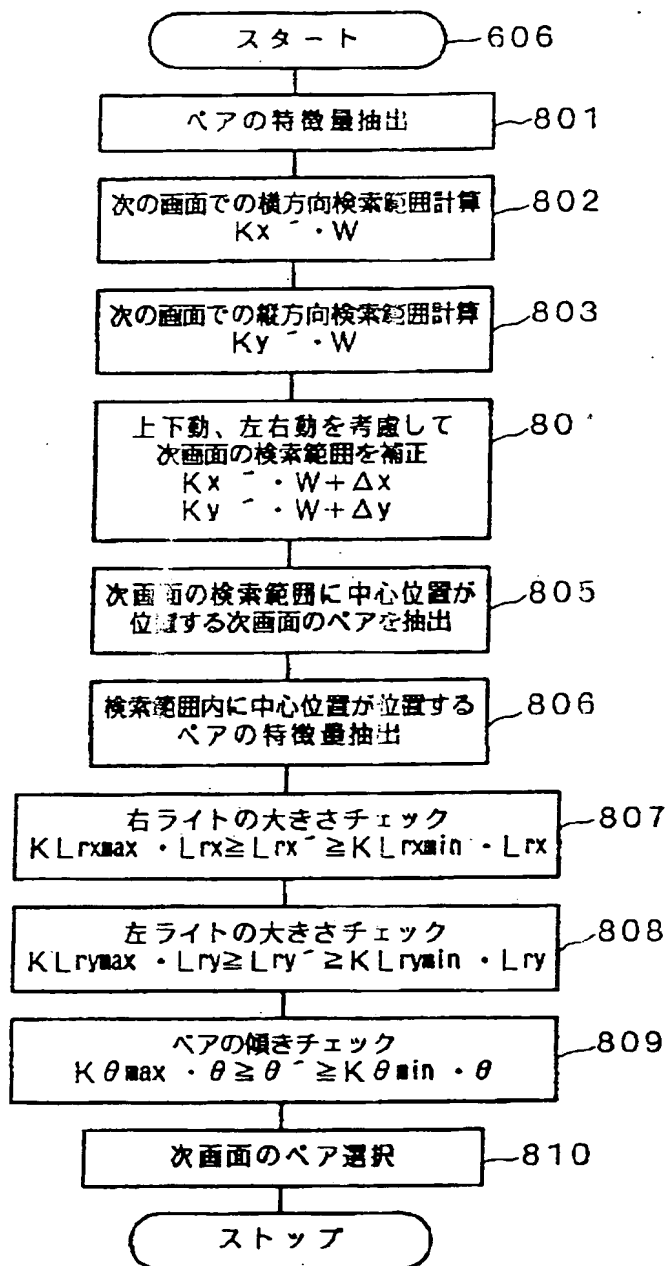 スタート 606
ペアの特徴量抽出 801
次の画面での横方向検索範囲計算 802
Kx´・W
次の画面での縦方向検索範囲計算 803
Ky´・W
上下動、左右動を考慮して 80
次画面の検索範囲を補正
Kx´・W+Δx
Ky´・W+Δy
次画面の検索範囲に中心位置が 805
位置する次画面のペアを抽出
検索範囲内に中心位置が位置する 806
ペアの特徴量抽出
右ライトの大きさチェック 807
KLrxmax・Lrx≧Lrx´≧KLrxmin・Lrx
左ライトの大きさチェック 808
KLrymax・Lry≧Lry´≧KLrymin・Lry
ペアの傾きチェック 809
Kθmax・θ≧θ´≧Kθmin・θ
次画面のペア選択 810
ストップ